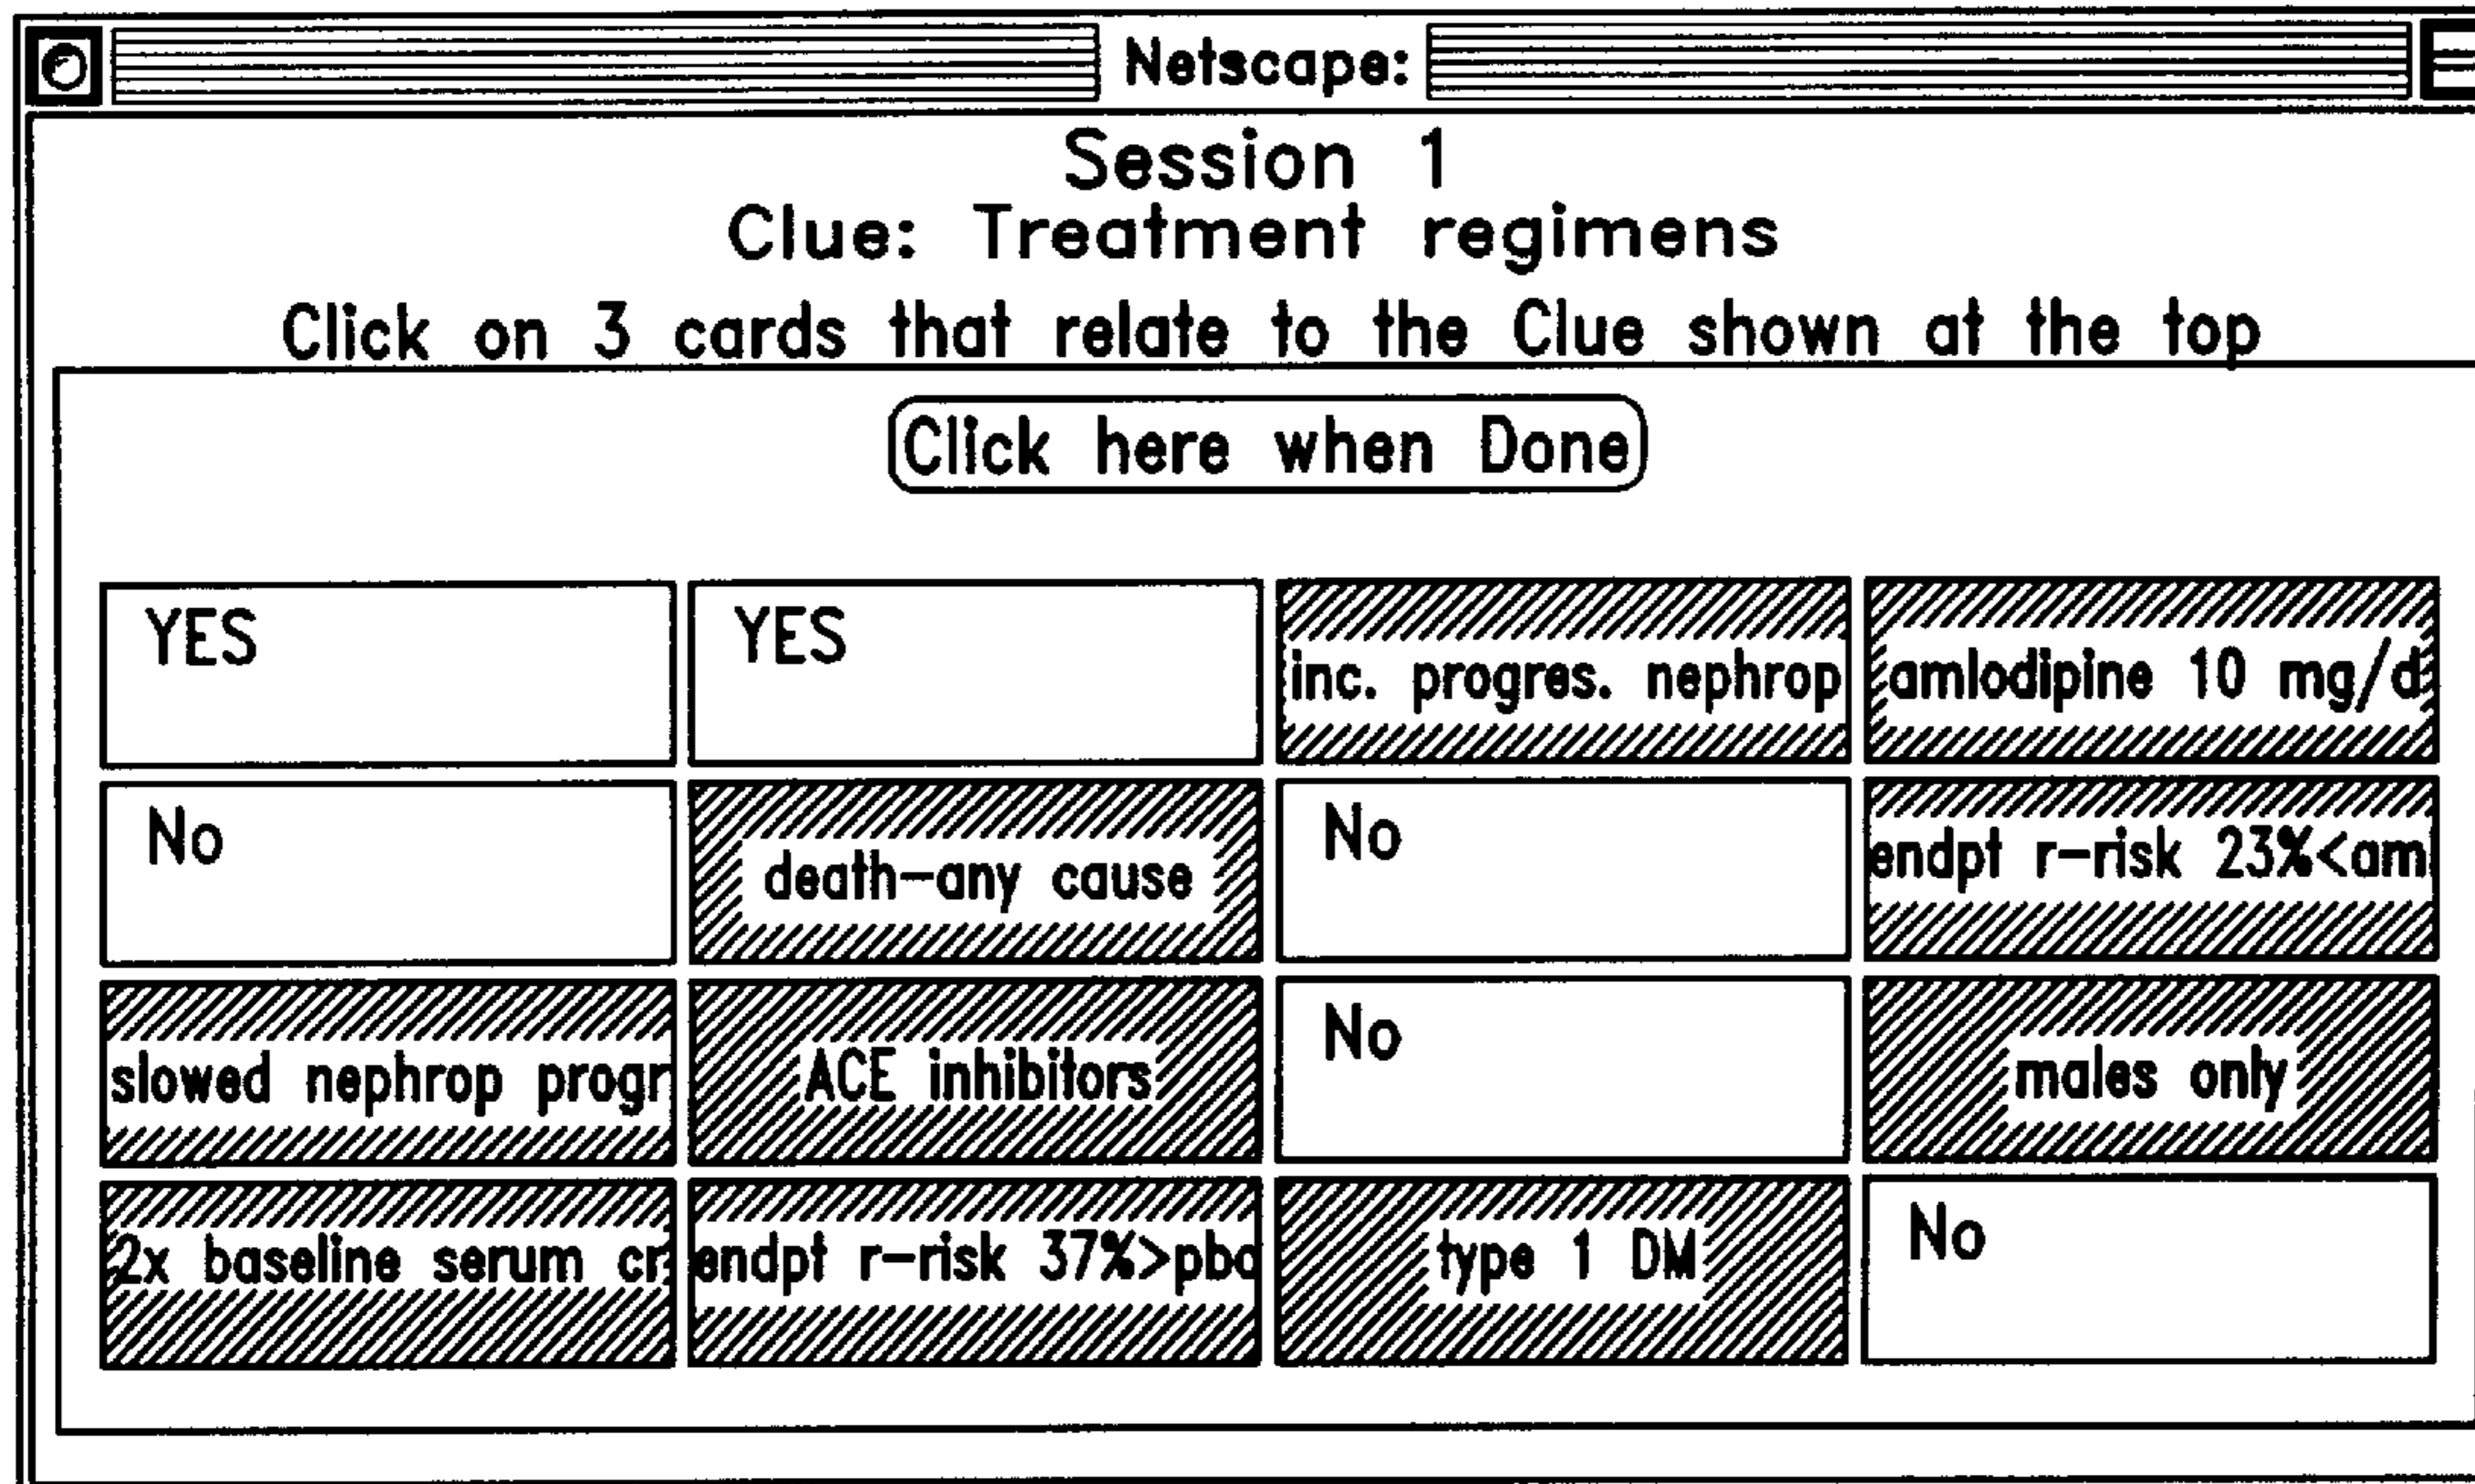 Netscape:
Session 1
Clue: Treatment regimens
Click on 3 cards that relate to the Clue shown at the top
Click here when Done
YES
YES
inc. progres. nephrop
amlodipine 10 mg/d
No
death-any cause
No
endpt r-risk 23%<am
slowed nephrop progr
ACE inhibitors
No
males only
2x baseline serum cr
endpt r-risk 37%>pbo
type 1 DM
No